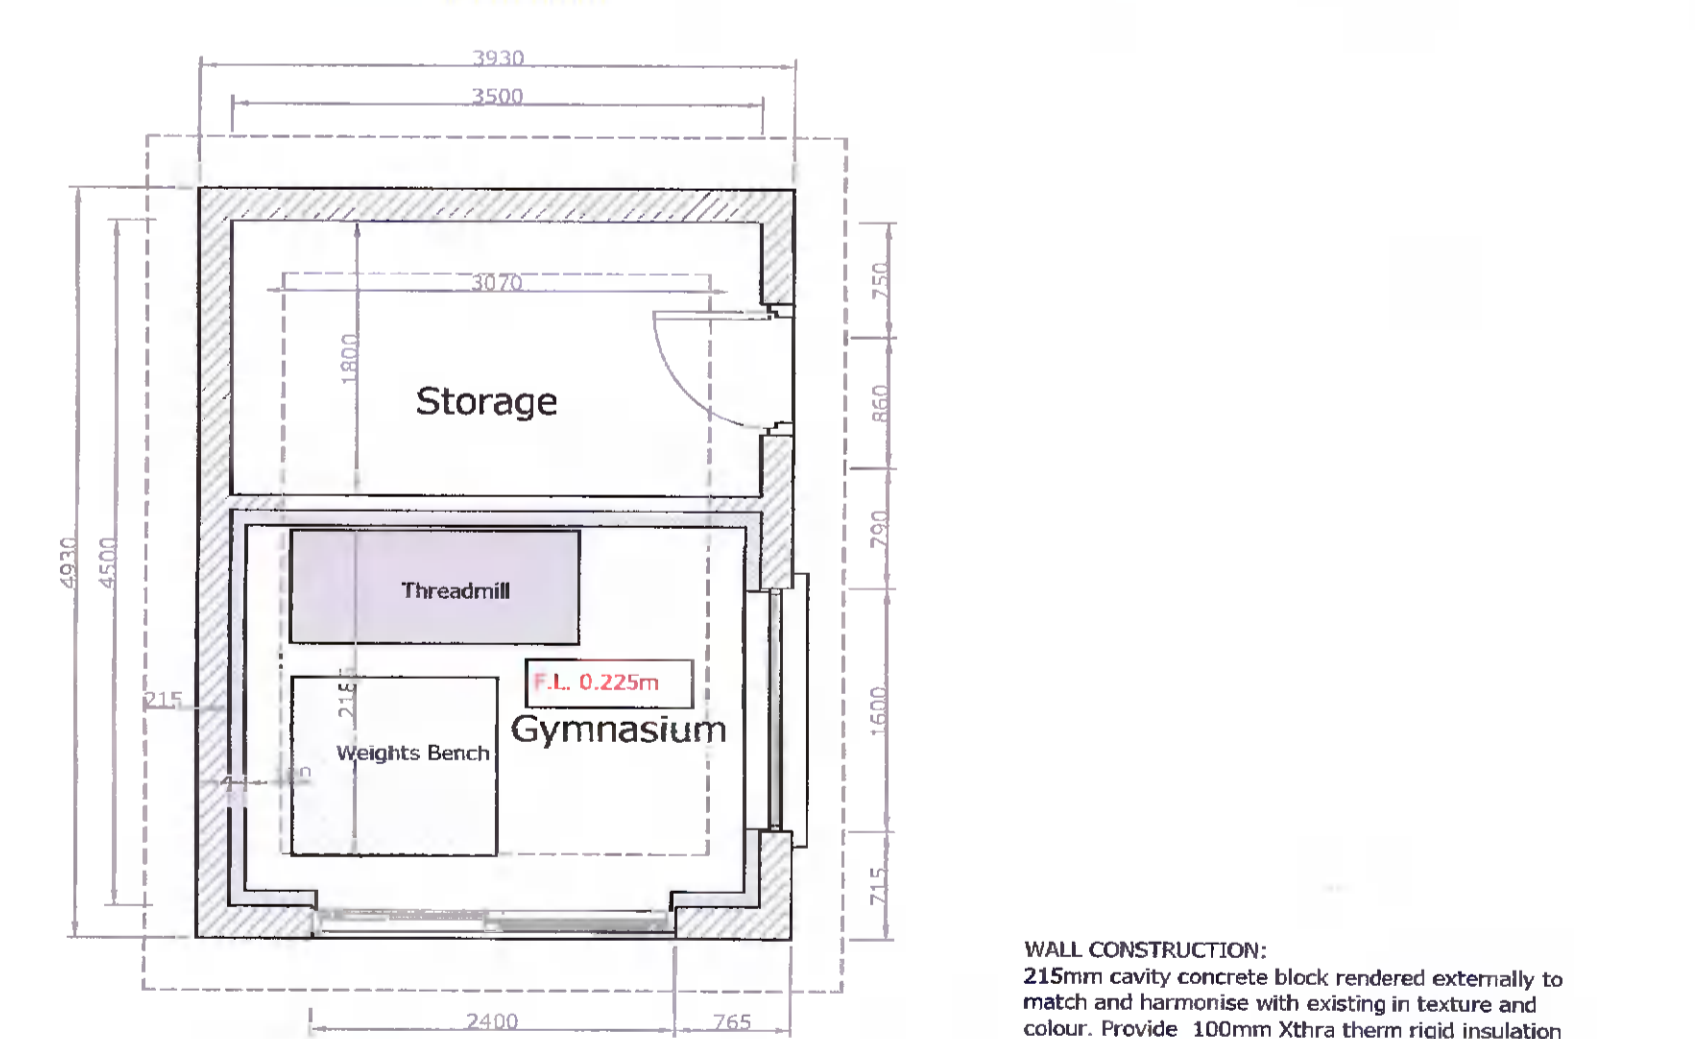 3930
3500
3070
750
1800
860
Storage
4930
4500
790
Threadmill
F.L. 0.225m
215
1600
Gymnasium
Weights Bench
715
WALL CONSTRUCTION:
215mm cavity concrete block rendered externally to
match and harmonise with existing in texture and
colour. Provide 100mm Xthra therm rigid insulation
2400
765